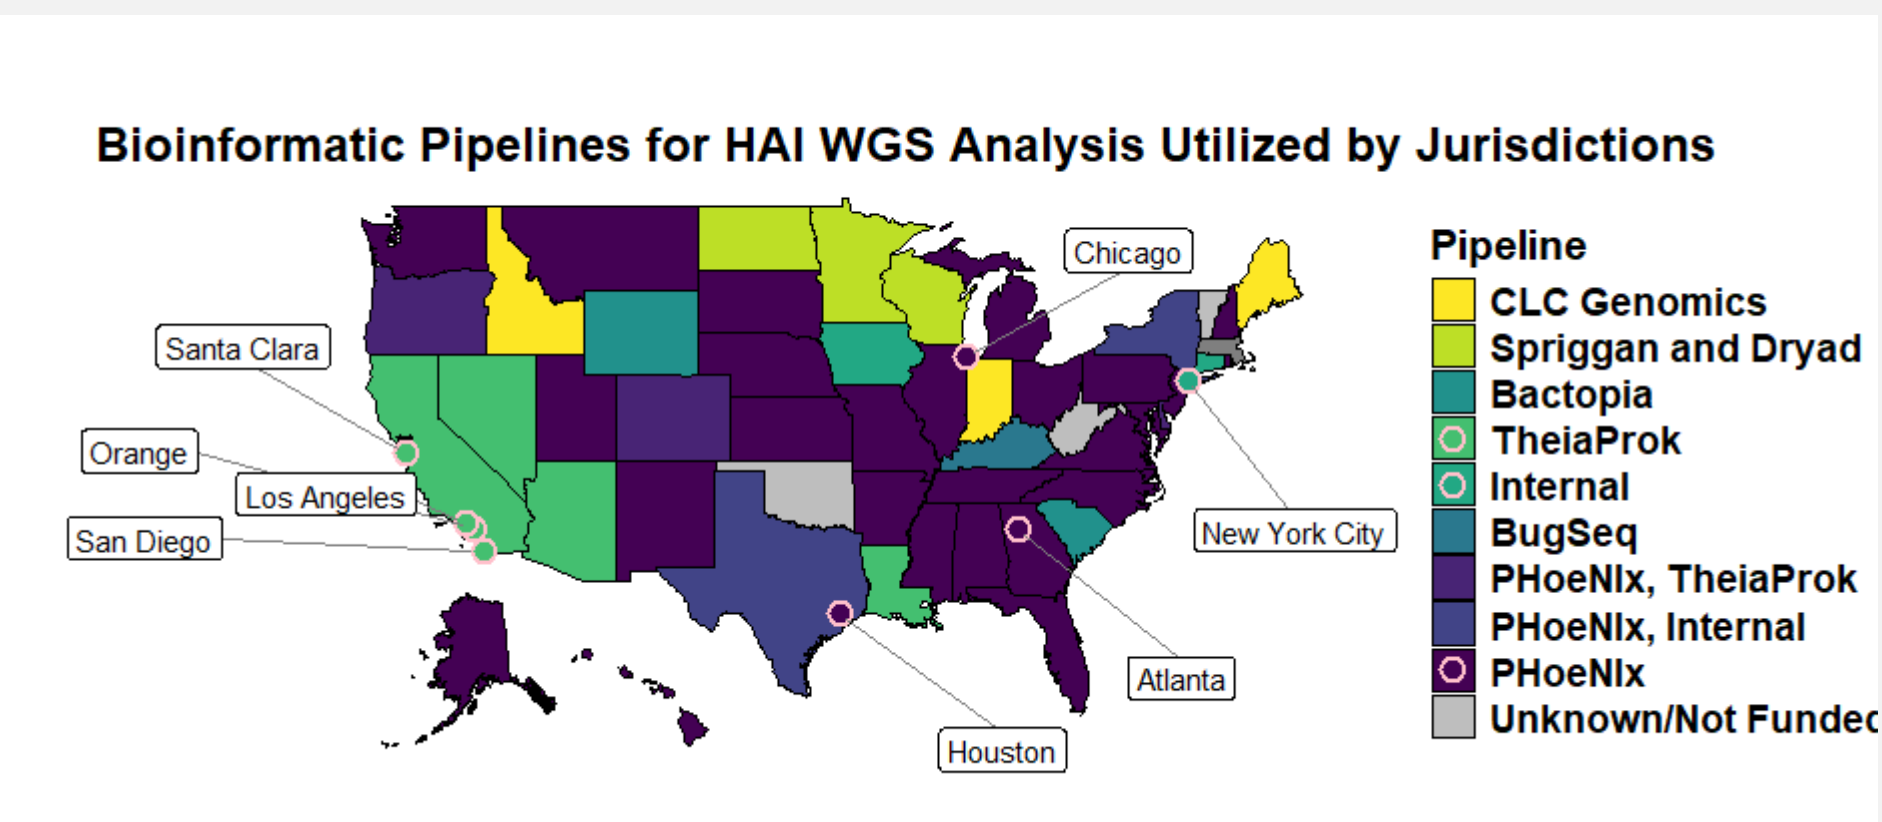 Bioinformatic Pipelines for HAI WGS Analysis Utilized by Jurisdictions
Chicago
Santa Clara
Orange
Los Angeles
San Diego
New York City
Atlanta
Houston
Pipeline
CLC Genomics
Spriggan and Dryad
Bactopia
TheiaProk
Internal
BugSeq
PHoeNIx, TheiaProk
PHoeNIx, Internal
PHoeNIx
Unknown/Not Funded